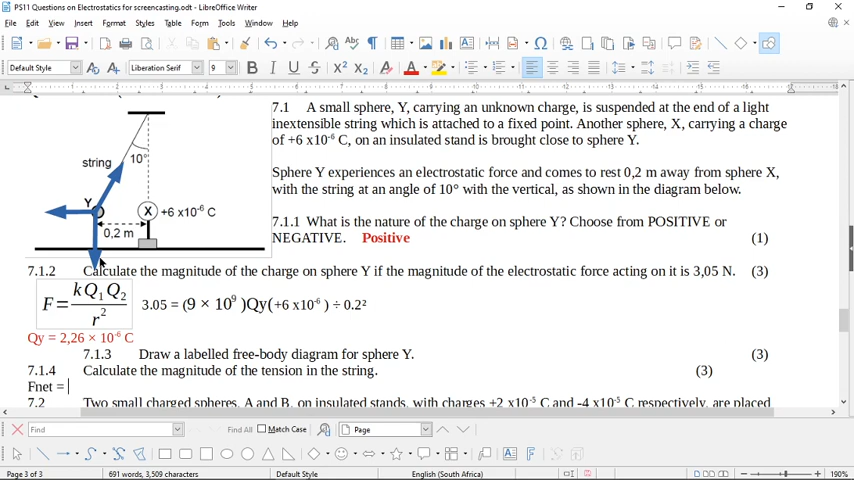 PS11 Questions on Electrostatics for screencasting.odt - LibreOffice Writer
File Edit View Insert Format Styles Table Form Tools Window Help
Default Style Liberation Serif 9
7.1 A small sphere, Y, carrying an unknown charge, is suspended at the end of a light
inextensible string which is attached to a fixed point. Another sphere, X, carrying a charge
of +6 x10⁻⁶ C, on an insulated stand is brought close to sphere Y.
Sphere Y experiences an electrostatic force and comes to rest 0,2 m away from sphere X,
with the string at an angle of 10° with the vertical, as shown in the diagram below.
string 10°
Y X +6 x10⁻⁶ C
0,2 m
7.1.1 What is the nature of the charge on sphere Y? Choose from POSITIVE or
NEGATIVE. Positive (1)
7.1.2 Calculate the magnitude of the charge on sphere Y if the magnitude of the electrostatic force acting on it is 3,05 N. (3)
F = kQ₁Q₂ / r² 3.05 = (9 × 10⁹ )Qy(+6 x10⁻⁶ ) ÷ 0.2²
Qy = 2,26 × 10⁻⁶ C
7.1.3 Draw a labelled free-body diagram for sphere Y. (3)
7.1.4 Calculate the magnitude of the tension in the string. (3)
Fnet =
7.2 Two small charged spheres, A and B, on insulated stands, with charges +2 x10⁻⁵ C and -4 x10⁻⁵ C respectively, are placed
Find Find All Match Case Page
Page 3 of 3 691 words, 3,509 characters Default Style English (South Africa) 190%